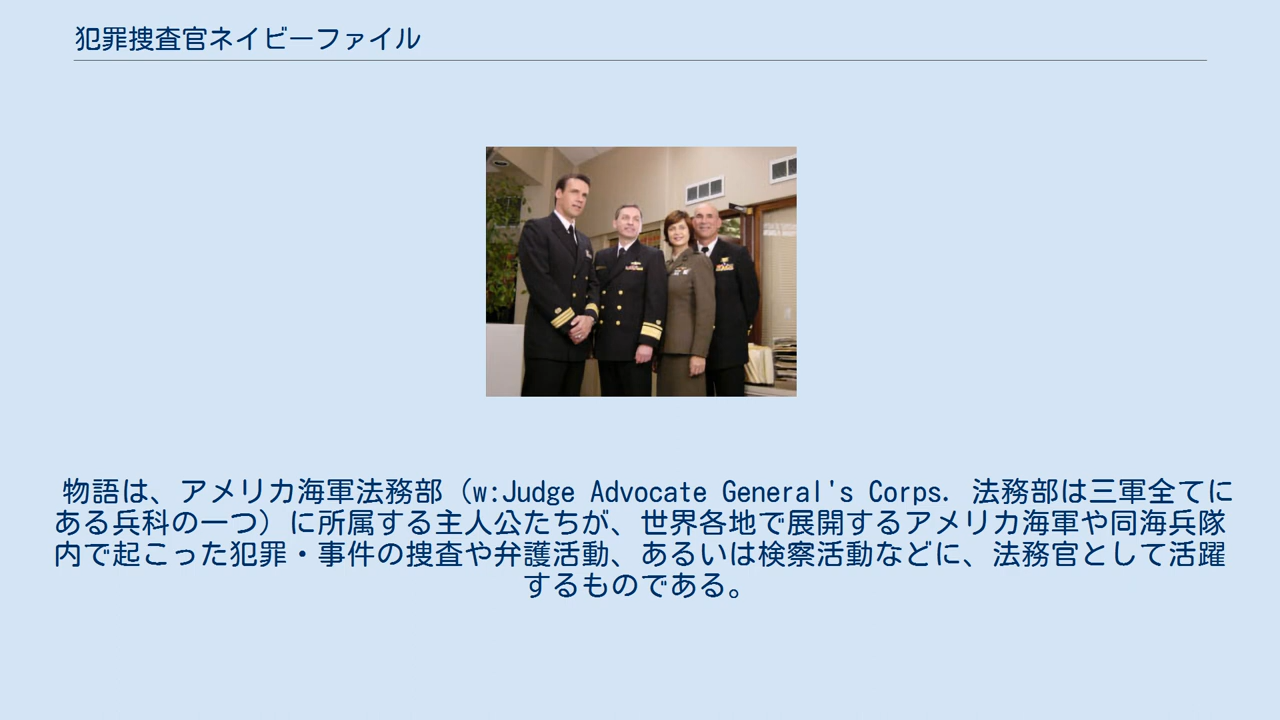 犯罪捜査官ネイビーファイル
物語は、アメリカ海軍法務部（w:Judge Advocate General's Corps. 法務部は三軍全てに
ある兵科の一つ）に所属する主人公たちが、世界各地で展開するアメリカ海軍や同海兵隊
内で起こった犯罪・事件の捜査や弁護活動、あるいは検察活動などに、法務官として活躍
するものである。